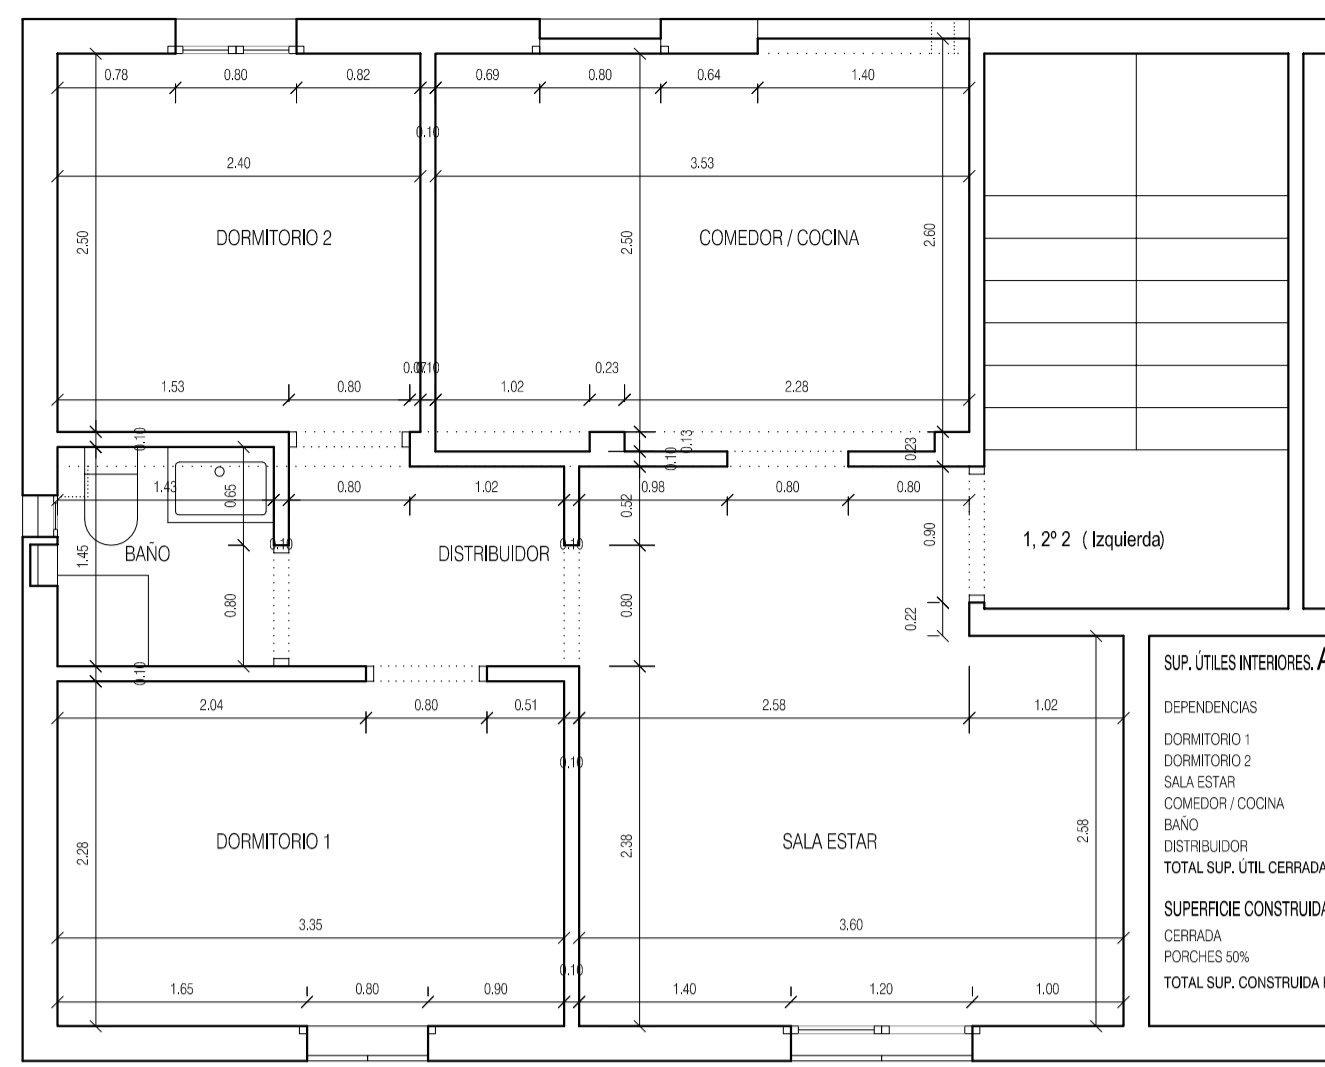 0.78 0.80 0.82 0.69 0.80 0.64 1.40
0.10
2.40 3.53
2.50 DORMITORIO 2 2.50 COMEDOR / COCINA 2.60
0.07 0.10 0.23
1.53 0.80 1.02 2.28
0.10 0.13 0.23
0.10
1.43 0.65 0.80 1.02 0.52 0.98 0.80 0.80
1.45 BAÑO 0.10 DISTRIBUIDOR 0.10 0.90 1, 2º 2 ( Izquierda)
0.80 0.80 0.22
0.10
2.04 0.80 0.51 2.58 1.02
0.10
2.28 DORMITORIO 1 2.38 SALA ESTAR 2.58
3.35 3.60
0.10
1.65 0.80 0.90 1.40 1.20 1.00
SUP. ÚTILES INTERIORES. A
DEPENDENCIAS
DORMITORIO 1
DORMITORIO 2
SALA ESTAR
COMEDOR / COCINA
BAÑO
DISTRIBUIDOR
TOTAL SUP. ÚTIL CERRADA
SUPERFICIE CONSTRUIDA
CERRADA
PORCHES 50%
TOTAL SUP. CONSTRUIDA